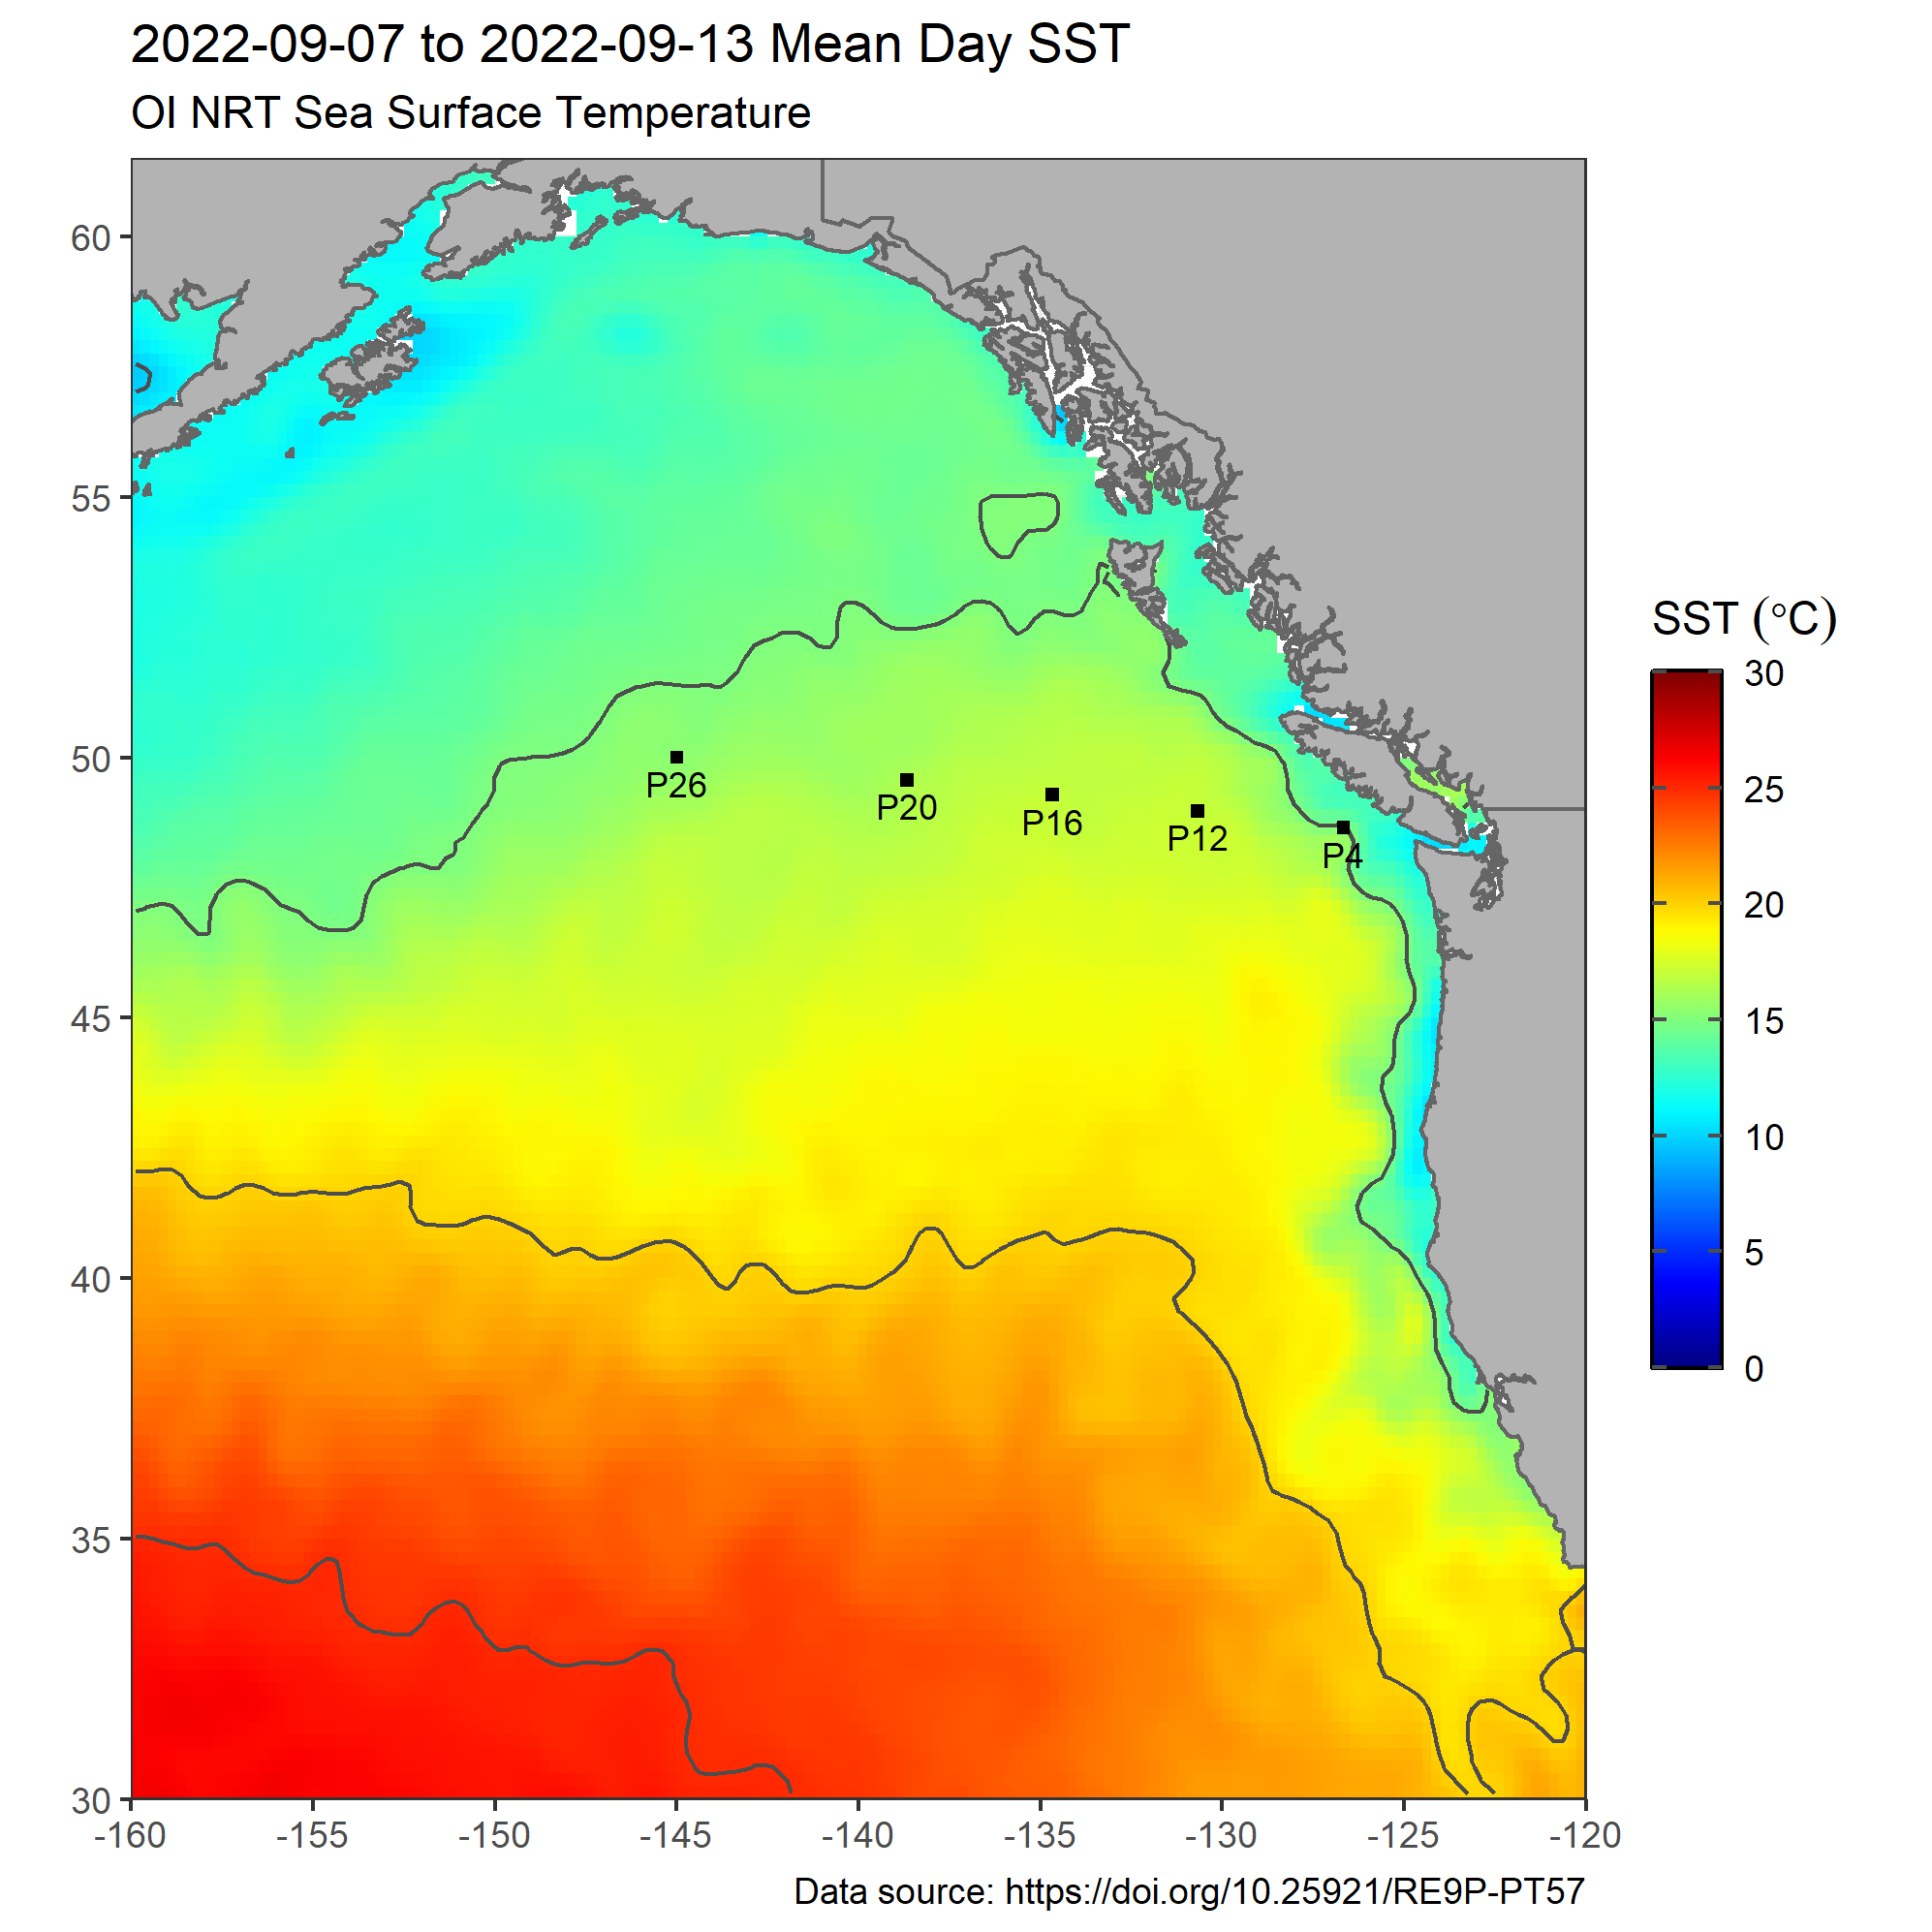 2022-09-07 to 2022-09-13 Mean Day SST
OI NRT Sea Surface Temperature
60
55
50
45
40
35
30
-160
-155
-150
-145
-140
-135
-130
-125
-120
P26
P20
P16
P12
P4
SST (°C)
30
25
20
15
10
5
0
Data source: https://doi.org/10.25921/RE9P-PT57